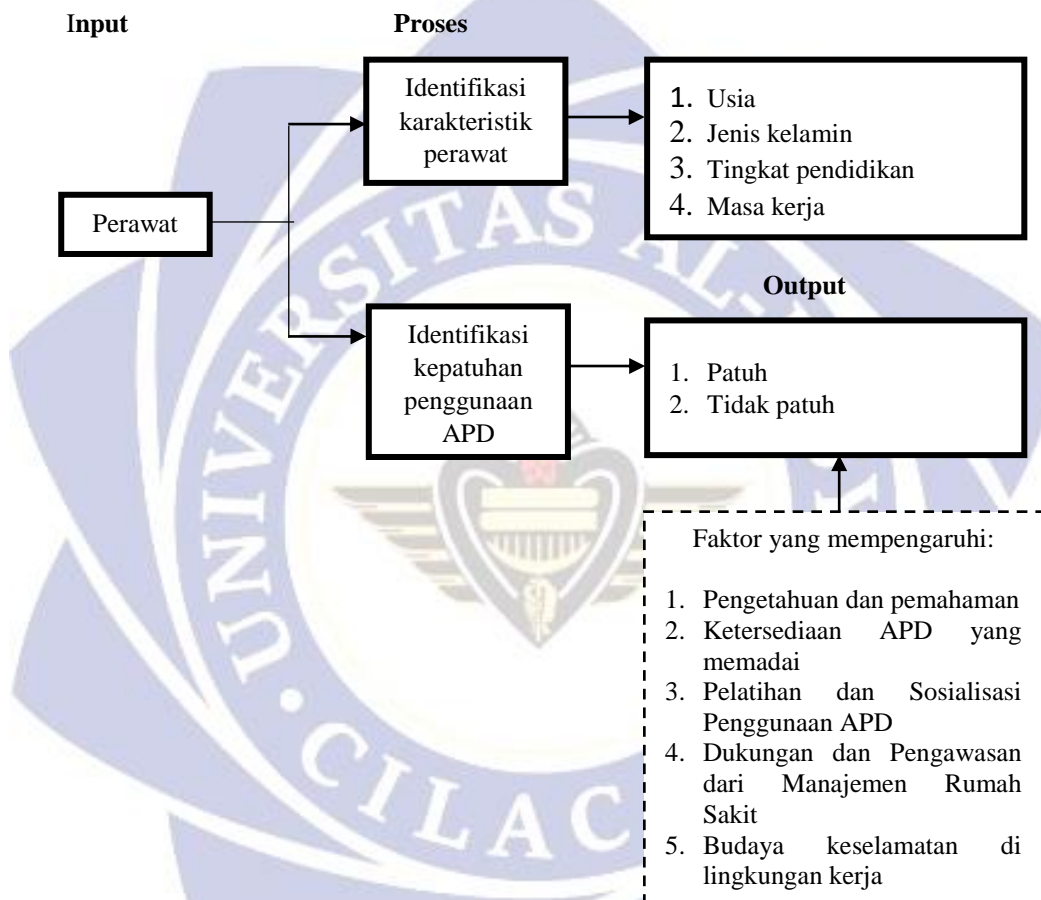 Input
Proses
Identifikasi
karakteristik
perawat
1. Usia
2. Jenis kelamin
3. Tingkat pendidikan
4. Masa kerja
Perawat
Output
Identifikasi
kepatuhan
penggunaan
APD
1. Patuh
2. Tidak patuh
Faktor yang mempengaruhi:
1. Pengetahuan dan pemahaman
2. Ketersediaan APD yang
memadai
3. Pelatihan dan Sosialisasi
Penggunaan APD
4. Dukungan dan Pengawasan
dari Manajemen Rumah
Sakit
5. Budaya keselamatan di
lingkungan kerja
UNIVERSITAS AL-
CILAC